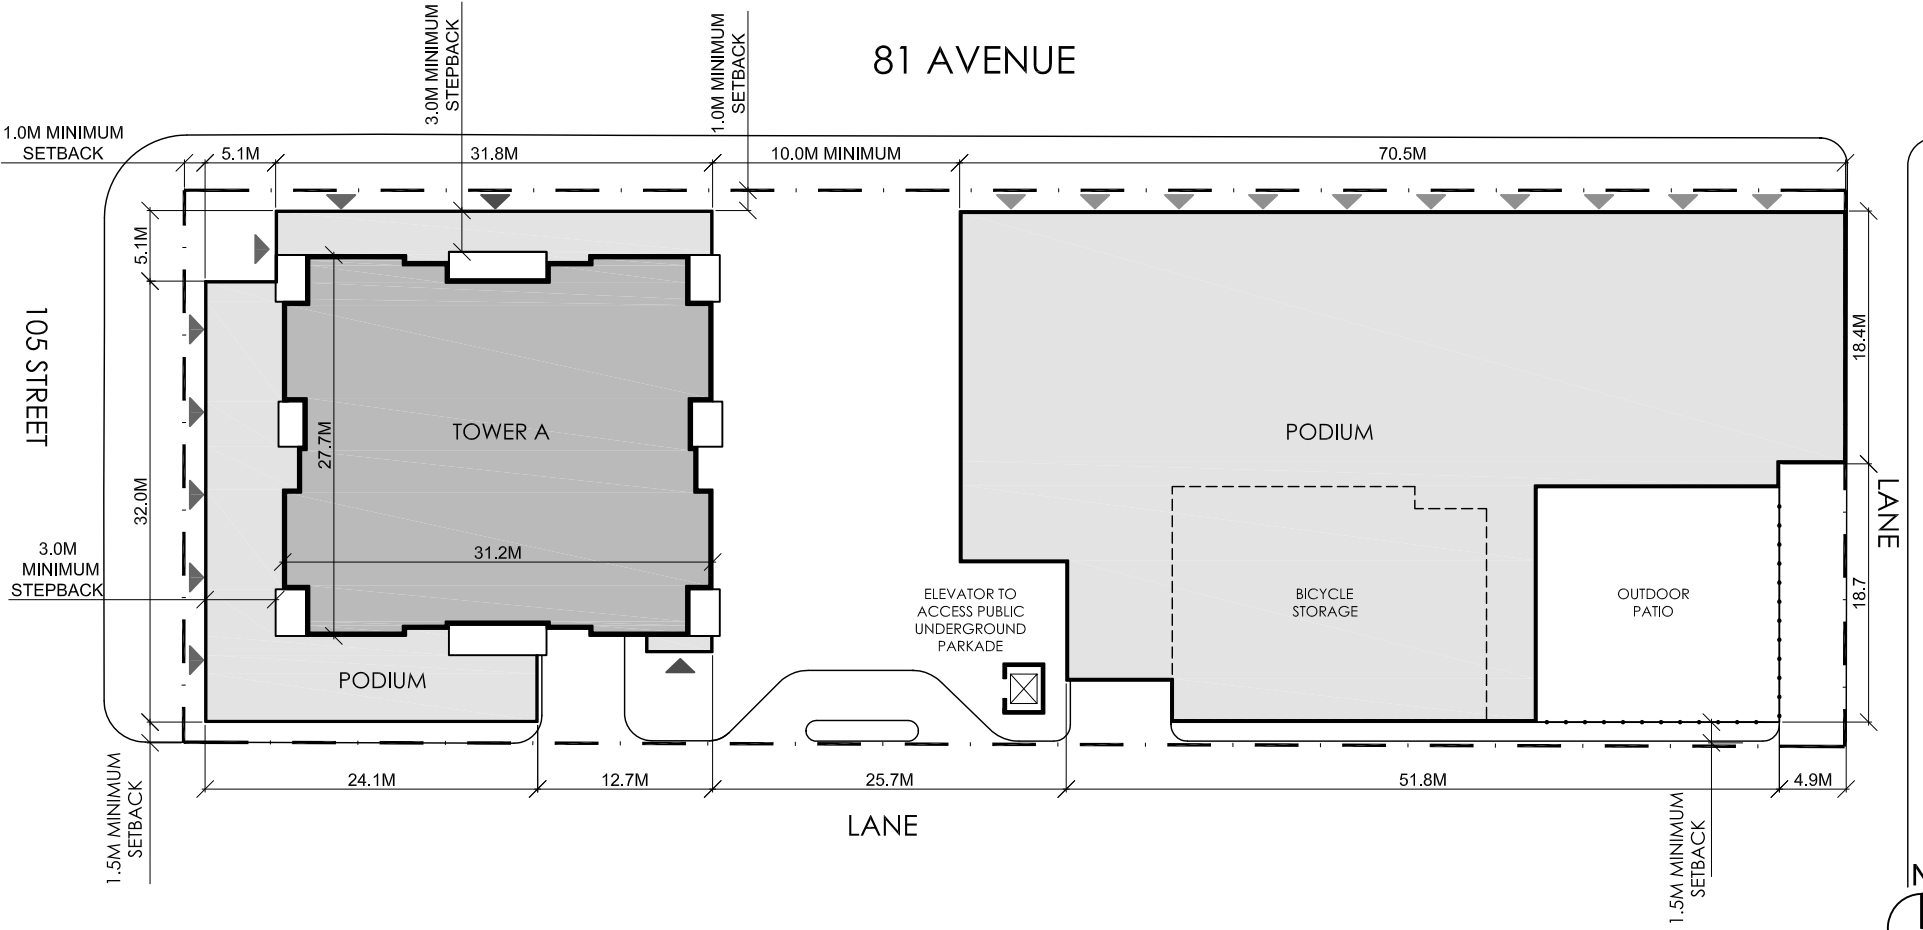 81 AVENUE
3.0M MINIMUM
STEPBACK
1.0M MINIMUM
SETBACK
1.0M MINIMUM
SETBACK
5.1M
31.8M
10.0M MINIMUM
70.5M
5.1M
105 STREET
32.0M
3.0M
MINIMUM
STEPBACK
TOWER A
27.7M
31.2M
PODIUM
PODIUM
18.4M
LANE
18.7
ELEVATOR TO
ACCESS PUBLIC
UNDERGROUND
PARKADE
BICYCLE
STORAGE
OUTDOOR
PATIO
24.1M
12.7M
25.7M
51.8M
4.9M
1.5M MINIMUM
SETBACK
LANE
1.5M MINIMUM
SETBACK